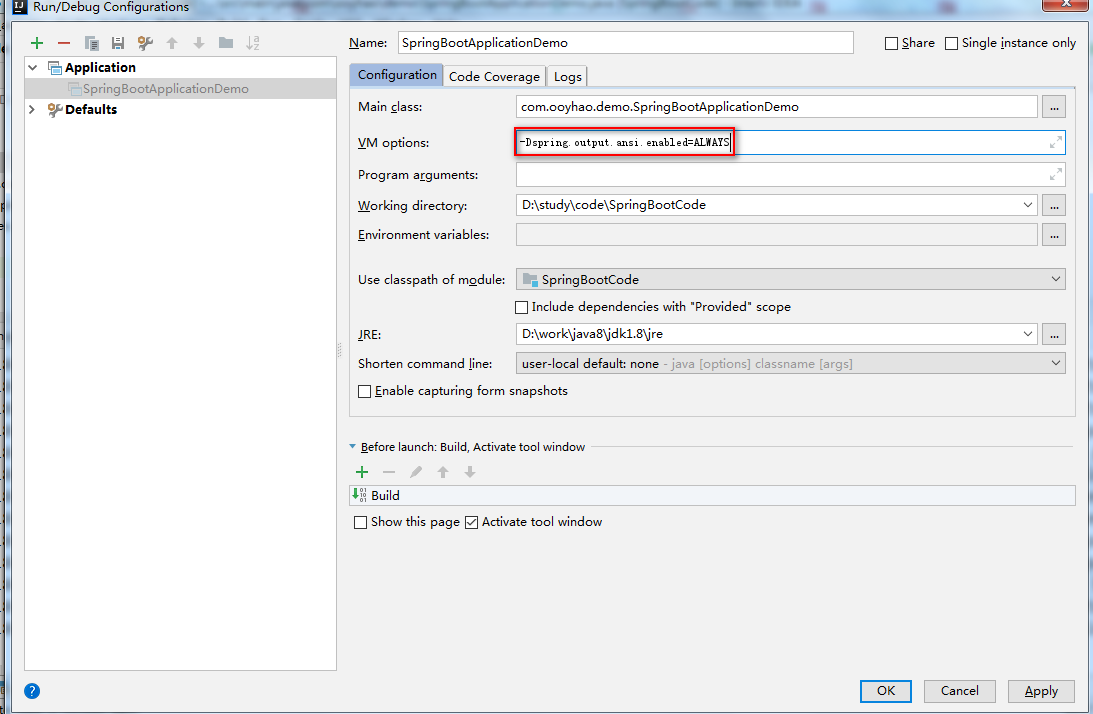 Run/Debug Configurations
Name: SpringBootApplicationDemo
Share
Single instance only
Application
SpringBootApplicationDemo
Defaults
Configuration
Code Coverage
Logs
Main class: com.ooyhao.demo.SpringBootApplicationDemo ...
VM options: -Dspring.output.ansi.enabled=ALWAYS
Program arguments:
Working directory: D:\study\code\SpringBootCode ...
Environment variables: ...
Use classpath of module: SpringBootCode
Include dependencies with "Provided" scope
JRE: D:\work\java8\jdk1.8\jre ...
Shorten command line: user-local default: none - java [options] classname [args]
Enable capturing form snapshots
Before launch: Build, Activate tool window
Build
Show this page
Activate tool window
?
OK
Cancel
Apply